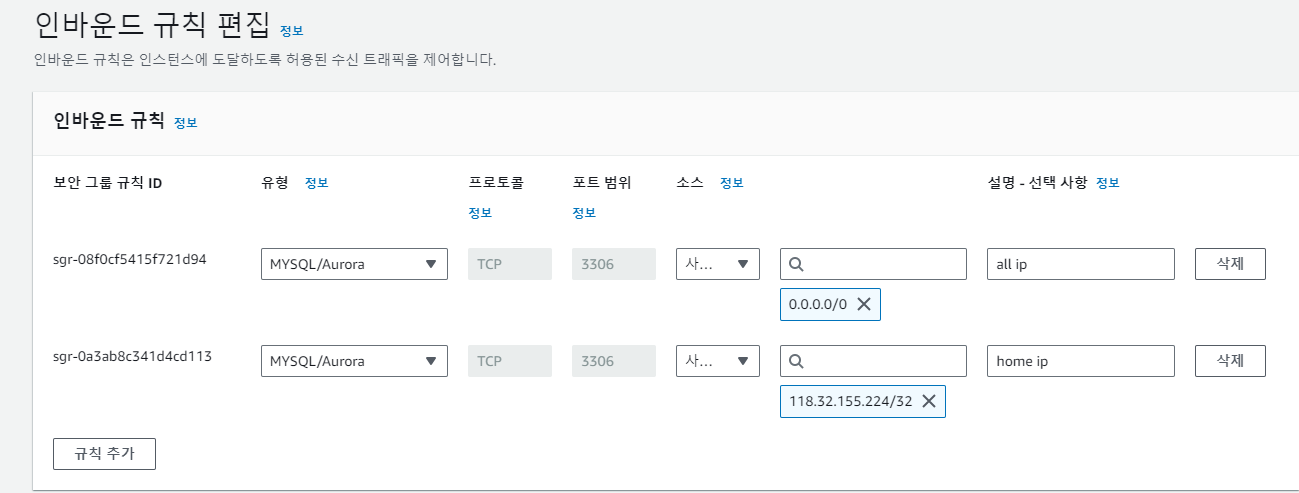 인바운드 규칙 편집 정보
인바운드 규칙은 인스턴스에 도달하도록 허용된 수신 트래픽을 제어합니다.
인바운드 규칙 정보
보안 그룹 규칙 ID 유형 정보 프로토콜 포트 범위 소스 정보 설명 - 선택 사항 정보
정보 정보
sgr-08f0cf5415f721d94 MYSQL/Aurora TCP 3306 사... all ip 삭제
0.0.0.0/0
sgr-0a3ab8c341d4cd113 MYSQL/Aurora TCP 3306 사... home ip 삭제
118.32.155.224/32
규칙 추가